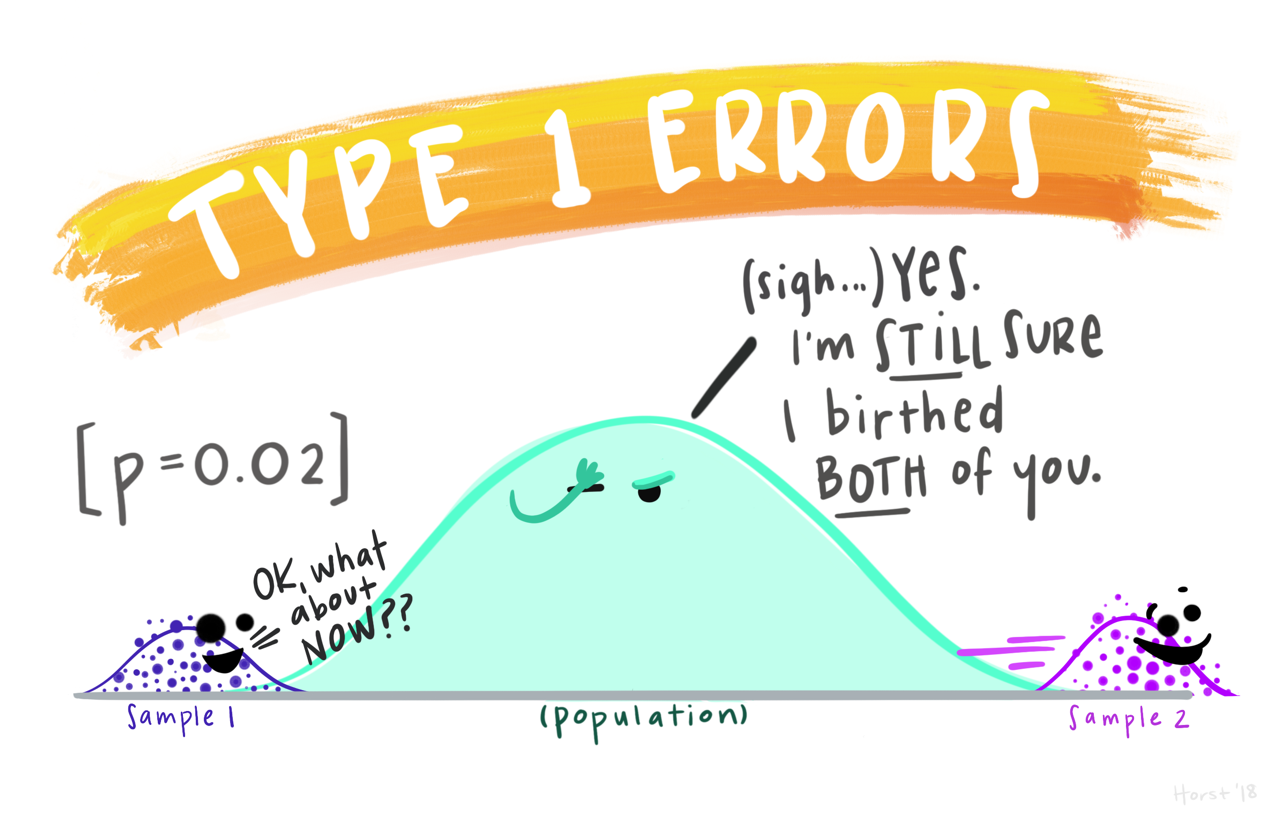 TYPE 1 ERRORS
(sigh...) Yes.
I'm STILL SURE
I birthed
BOTH of you.
[p=0.02]
OK, what
about
NOW??
Sample 1
(population)
Sample 2
Horst '18